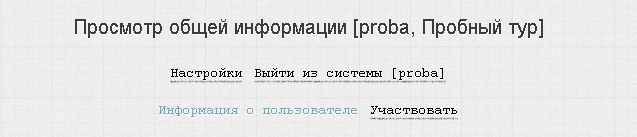 Просмотр общей информации [proba, Пробный тур]
Настройки Выйти из системы [proba]
Информация о пользователе Участвовать